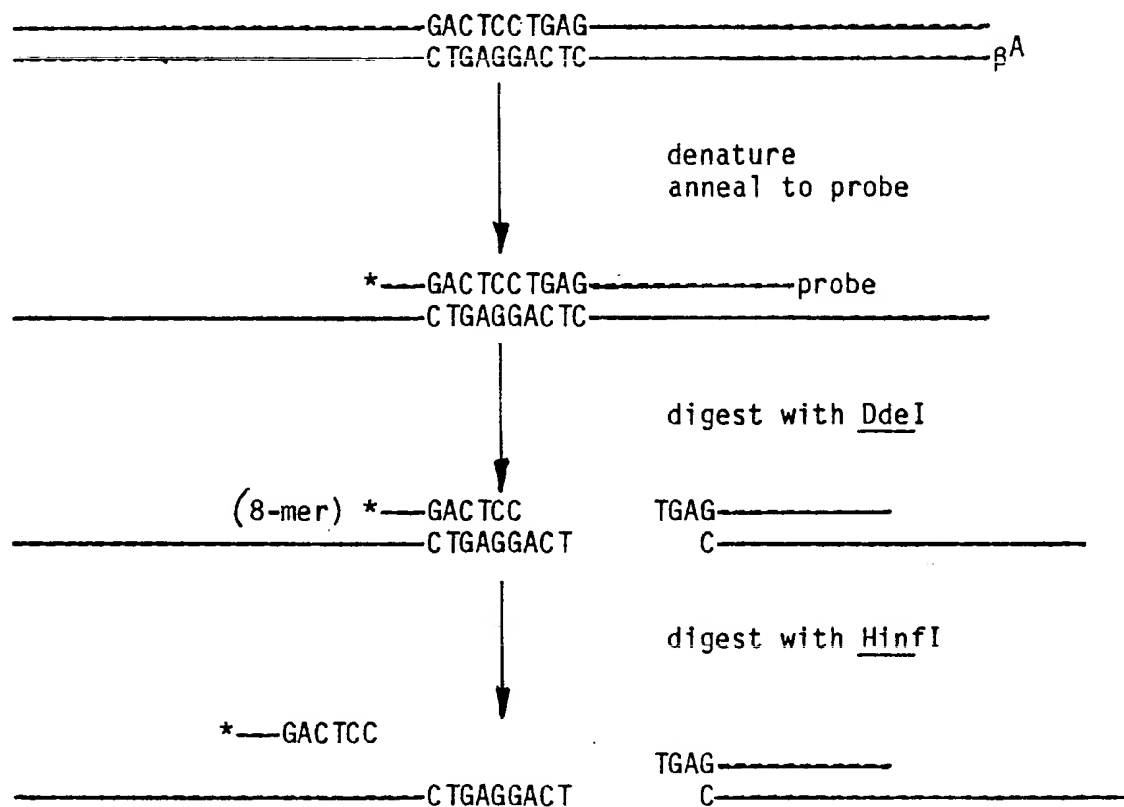 GACTCCTGAG
CTGAGGACTC
βA
denature
anneal to probe
*GACTCCTGAG probe
CTGAGGACTC
digest with DdeI
(8-mer) *GACTCC TGAG
CTGAGGACT C
digest with HinfI
*GACTCC
TGAG
CTGAGGACT C